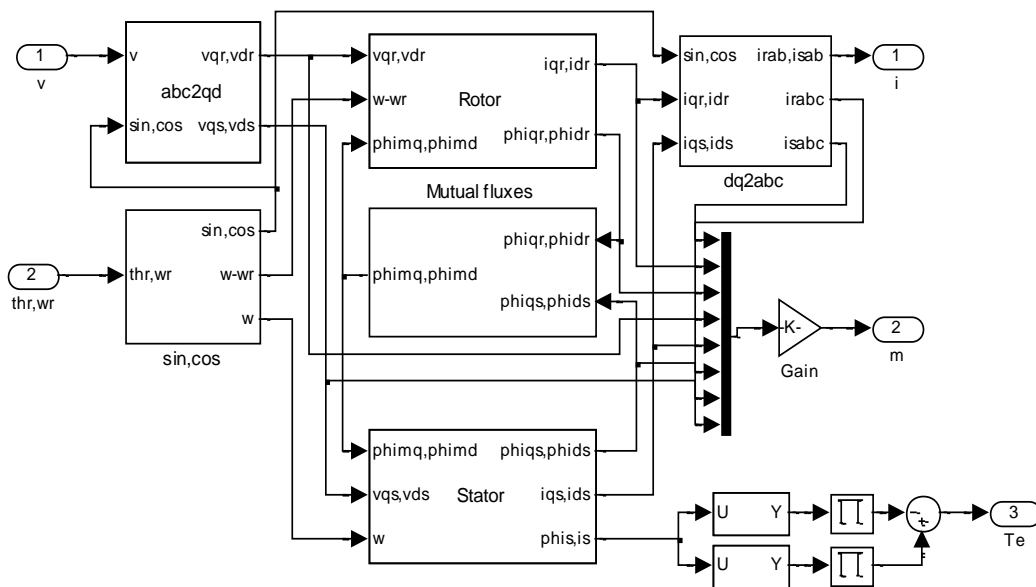 1
v
v
sin,cos
abc2qd
vqr,vdr
vqs,vds
2
thr,wr
thr,wr
sin,cos
w-wr
w
sin,cos
vqr,vdr
w-wr
phimq,phimd
Rotor
iqr,idr
phiqr,phidr
Mutual fluxes
phimq,phimd
phiqr,phidr
phiqs,phids
phimq,phimd
vqs,vds
w
Stator
phiqs,phids
iqs,ids
phis,is
sin,cos
iqr,idr
iqs,ids
irab,isab
irabc
isabc
dq2abc
1
i
-K-
Gain
2
m
U
Y
U
Y
-
+
3
Te